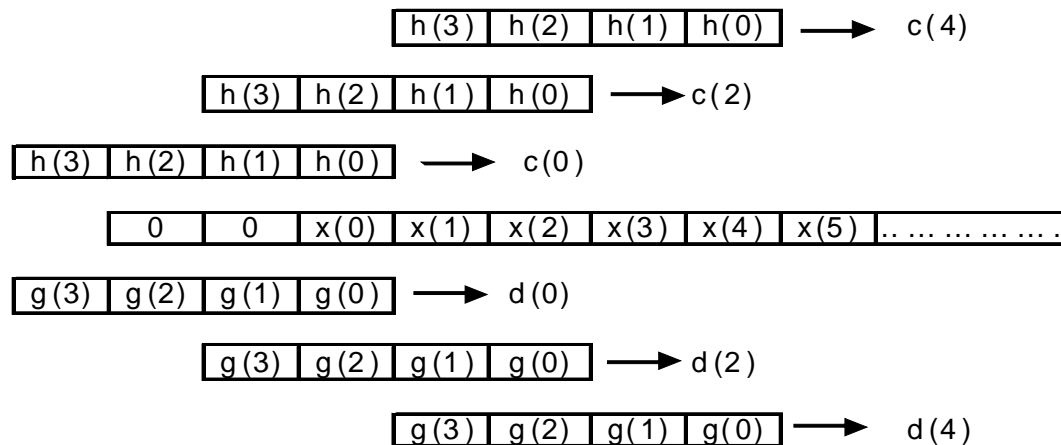 h(3) h(2) h(1) h(0) c(4)
h(3) h(2) h(1) h(0) c(2)
h(3) h(2) h(1) h(0) c(0)
0 0 x(0) x(1) x(2) x(3) x(4) x(5) .. ... ... ... ... .
g(3) g(2) g(1) g(0) d(0)
g(3) g(2) g(1) g(0) d(2)
g(3) g(2) g(1) g(0) d(4)